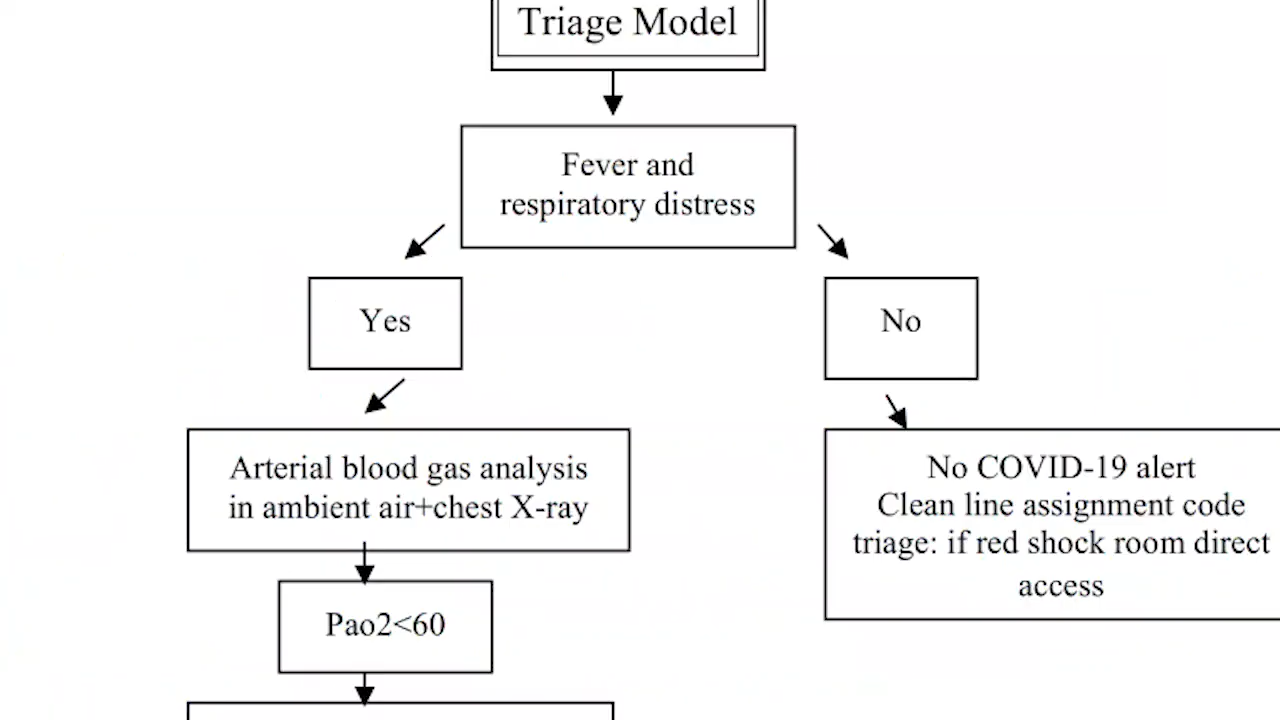 Triage Model
Fever and
respiratory distress
Yes
No
Arterial blood gas analysis
in ambient air+chest X-ray
No COVID-19 alert
Clean line assignment code
triage: if red shock room direct
access
Pao2<60